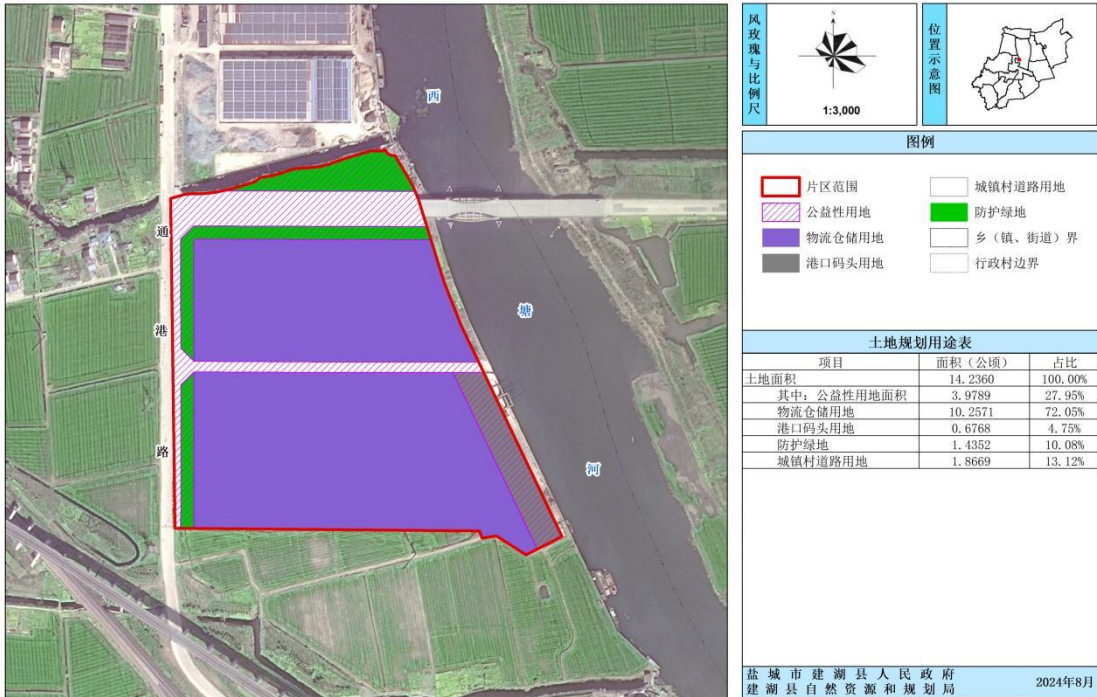 西
塘
河
通
港
路
风玫瑰与比例尺
N
1:3,000
位置示意图
图例
片区范围
城镇村道路用地
公益性用地
防护绿地
物流仓储用地
乡（镇、街道）界
港口码头用地
行政村边界
土地规划用途表
项目 面积（公顷） 占比
土地面积 14.2360 100.00%
其中：公益性用地面积 3.9789 27.95%
物流仓储用地 10.2571 72.05%
港口码头用地 0.6768 4.75%
防护绿地 1.4352 10.08%
城镇村道路用地 1.8669 13.12%
盐城市建湖县人民政府
建湖县自然资源和规划局
2024年8月